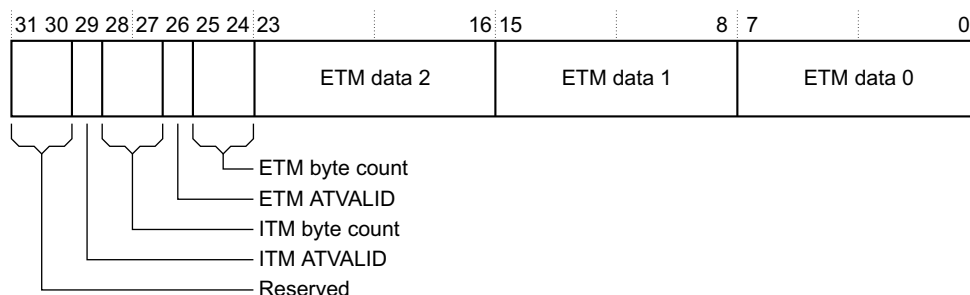 31 30 29 28 27 26 25 24 23 16 15 8 7 0
ETM data 2 ETM data 1 ETM data 0
ETM byte count
ETM ATVALID
ITM byte count
ITM ATVALID
Reserved